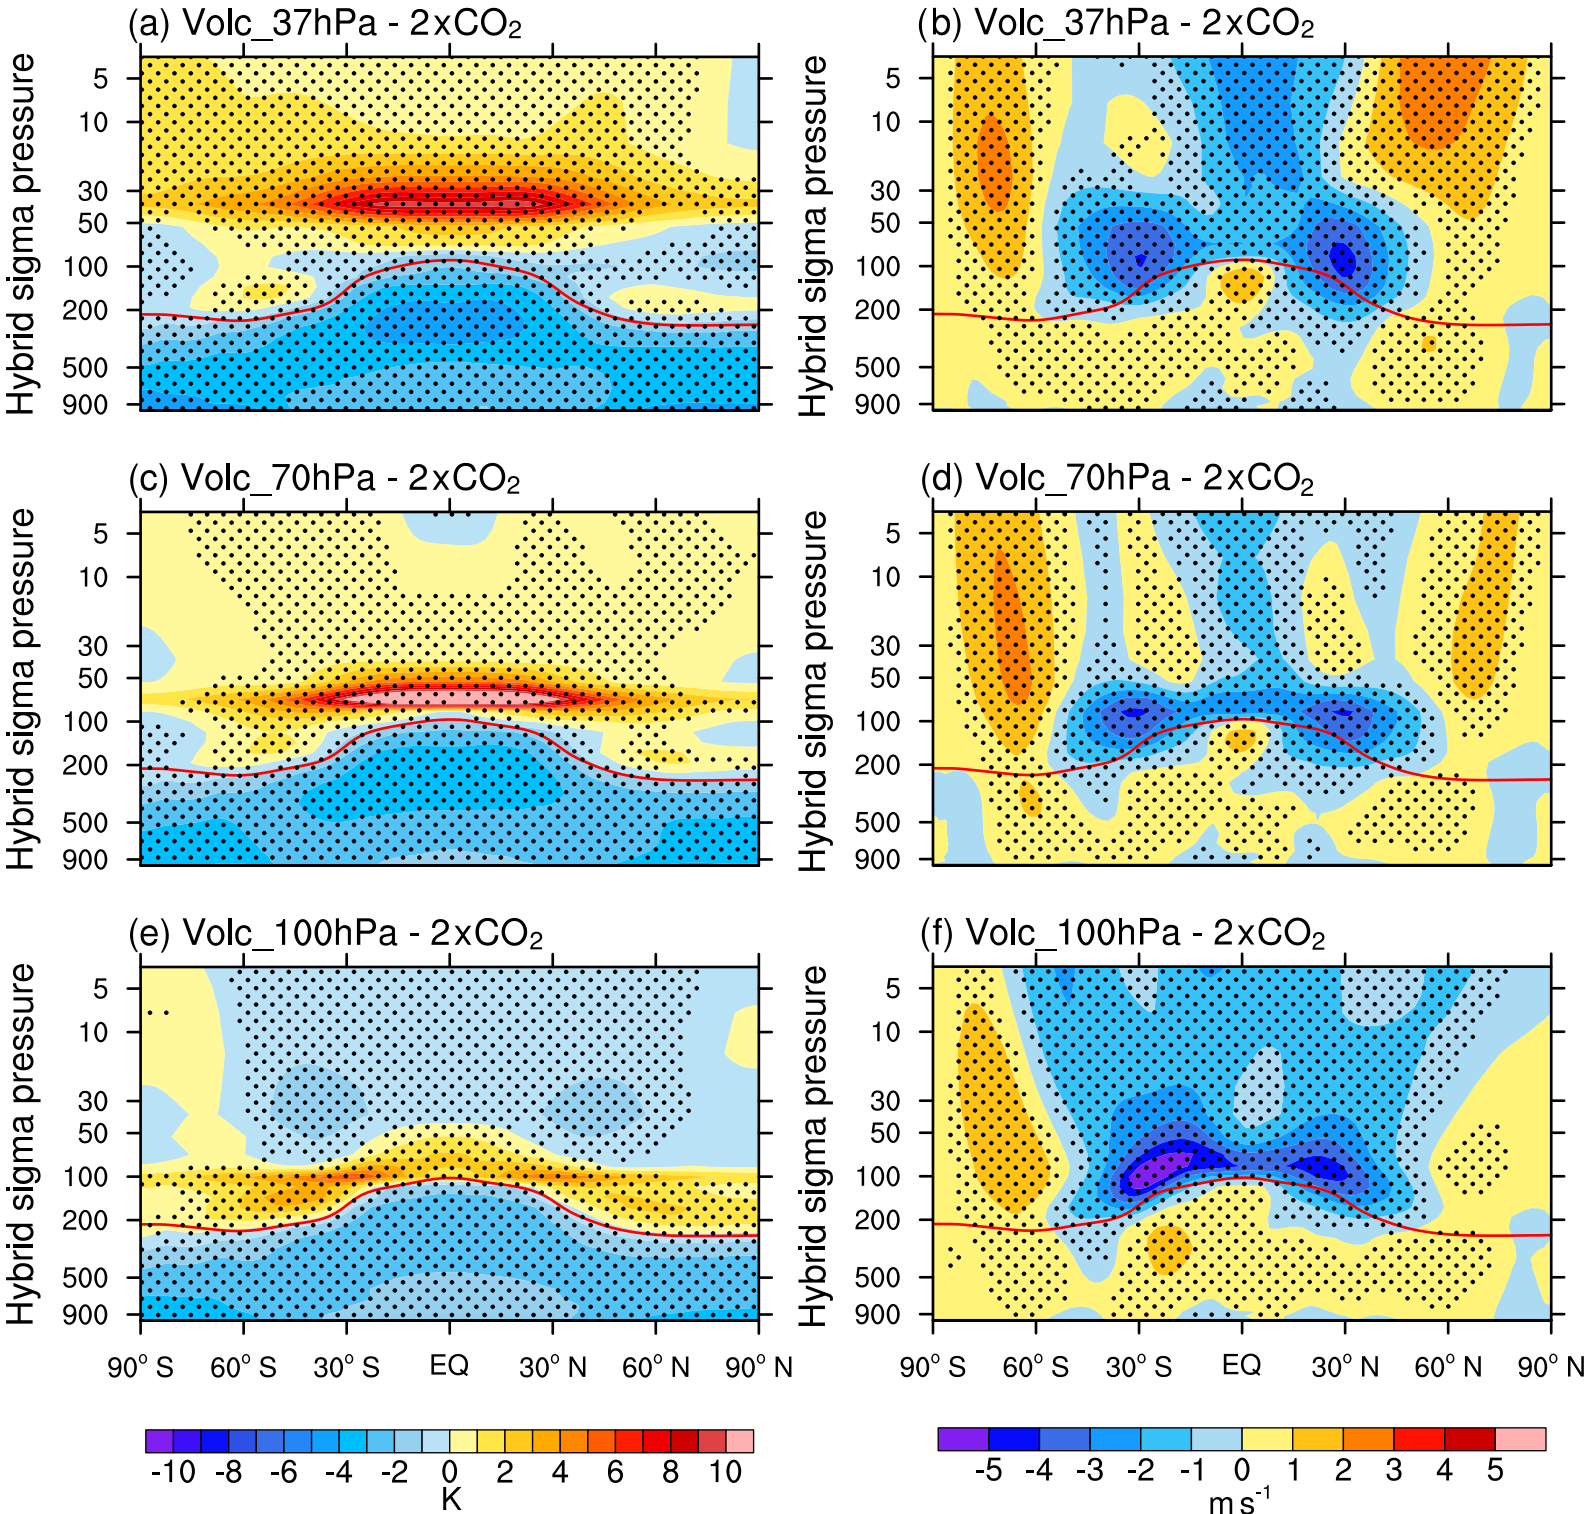 (a) Volc_37hPa - 2xCO₂
(b) Volc_37hPa - 2xCO₂
Hybrid sigma pressure
5
10
30
50
100
200
500
900
Hybrid sigma pressure
5
10
30
50
100
200
500
900
(c) Volc_70hPa - 2xCO₂
(d) Volc_70hPa - 2xCO₂
Hybrid sigma pressure
5
10
30
50
100
200
500
900
Hybrid sigma pressure
5
10
30
50
100
200
500
900
(e) Volc_100hPa - 2xCO₂
(f) Volc_100hPa - 2xCO₂
Hybrid sigma pressure
5
10
30
50
100
200
500
900
Hybrid sigma pressure
5
10
30
50
100
200
500
900
90° S 60° S 30° S EQ 30° N 60° N 90° N
90° S 60° S 30° S EQ 30° N 60° N 90° N
-10 -8 -6 -4 -2 0 2 4 6 8 10
K
-5 -4 -3 -2 -1 0 1 2 3 4 5
m s⁻¹